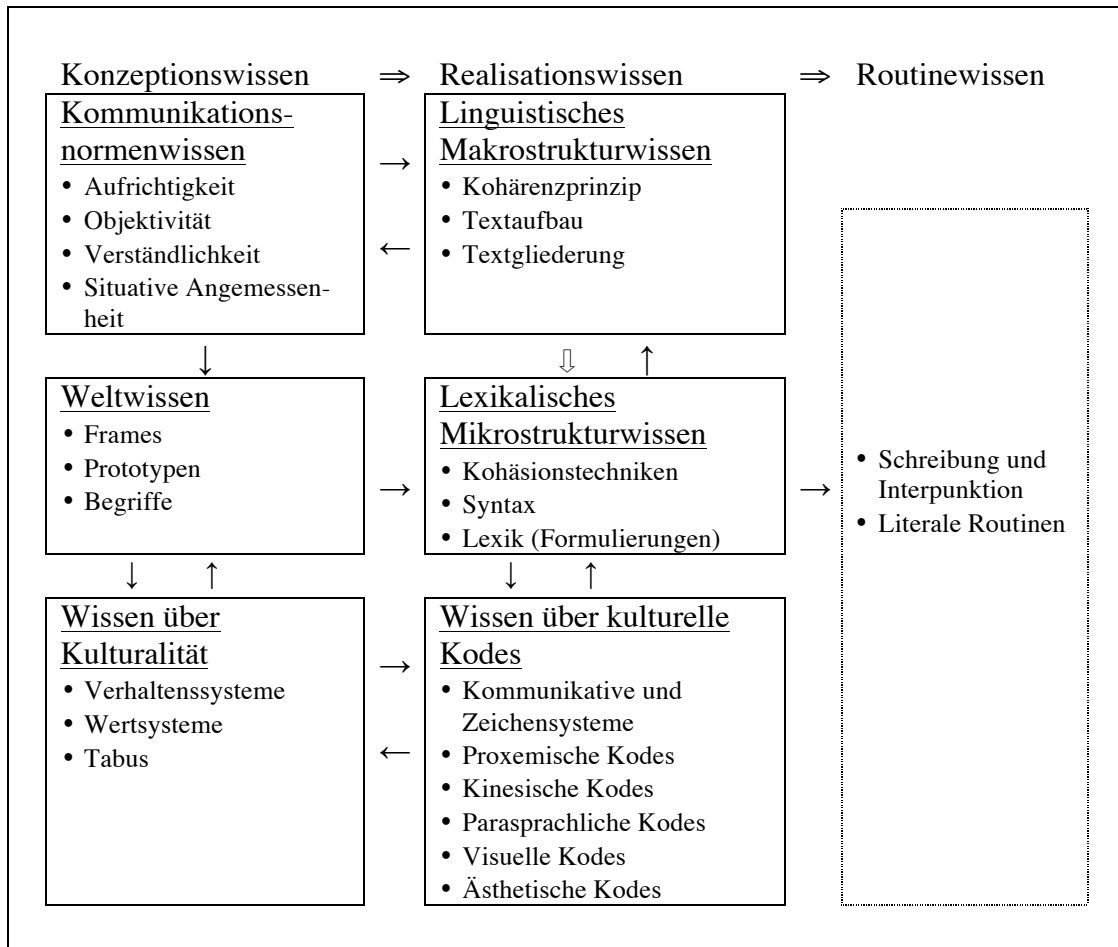 Konzeptionswissen ⇒ Realisationswissen ⇒ Routinewissen
Kommunikations-
normenwissen
• Aufrichtigkeit
• Objektivität
• Verständlichkeit
• Situative Angemessen-
heit
→
←
Linguistisches
Makrostrukturwissen
• Kohärenzprinzip
• Textaufbau
• Textgliederung
↓
⇩ ↑
Weltwissen
• Frames
• Prototypen
• Begriffe
→
Lexikalisches
Mikrostrukturwissen
• Kohäsionstechniken
• Syntax
• Lexik (Formulierungen)
→
• Schreibung und
Interpunktion
• Literale Routinen
↓ ↑
↓ ↑
Wissen über
Kulturalität
• Verhaltenssysteme
• Wertsysteme
• Tabus
→
←
Wissen über kulturelle
Kodes
• Kommunikative und
Zeichensysteme
• Proxemische Kodes
• Kinesische Kodes
• Parasprachliche Kodes
• Visuelle Kodes
• Ästhetische Kodes